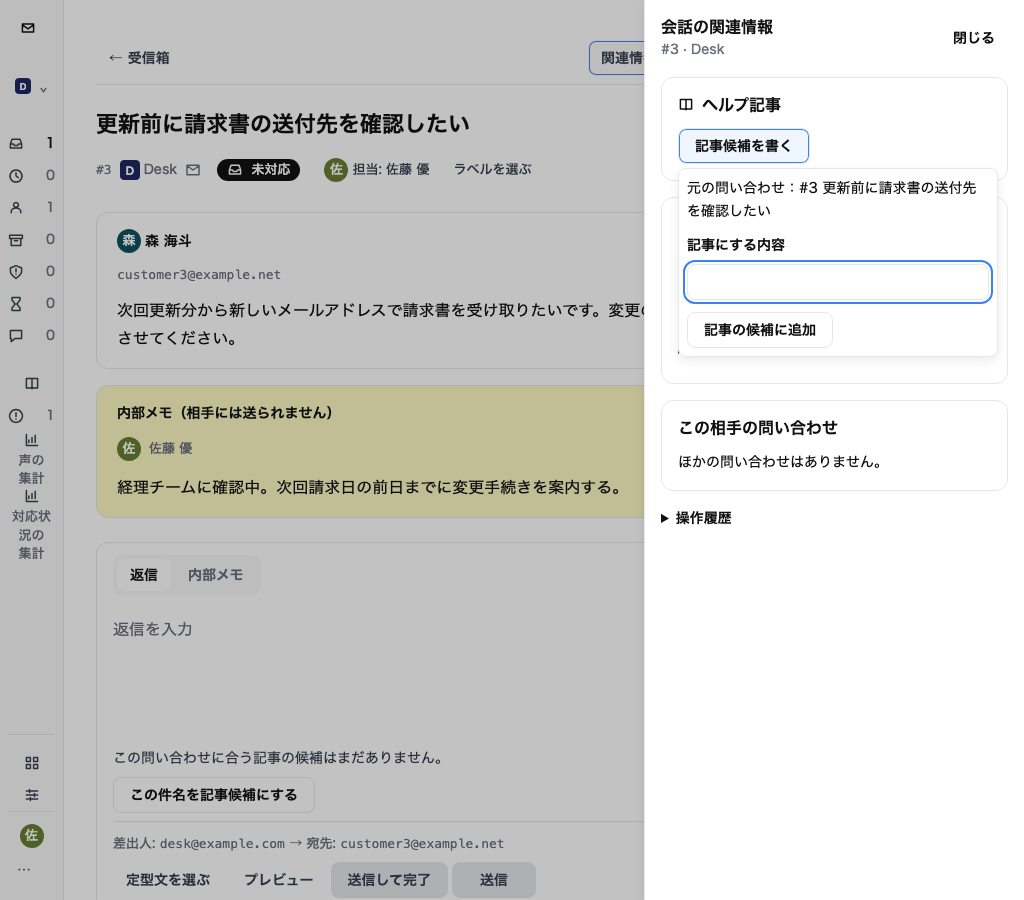 D
1
0
1
0
0
0
0
1
声の
集計
対応状
況の
集計
佐
…
← 受信箱
関連情
更新前に請求書の送付先を確認したい
#3 D Desk 未対応 佐 担当: 佐藤 優 ラベルを選ぶ
森 森 海斗
customer3@example.net
次回更新分から新しいメールアドレスで請求書を受け取りたいです。変更の
させてください。
内部メモ（相手には送られません）
佐 佐藤 優
経理チームに確認中。次回請求日の前日までに変更手続きを案内する。
返信 内部メモ
返信を入力
この問い合わせに合う記事の候補はまだありません。
この件名を記事候補にする
差出人: desk@example.com → 宛先: customer3@example.net
定型文を選ぶ プレビュー 送信して完了 送信
会話の関連情報
#3 · Desk
閉じる
ヘルプ記事
記事候補を書く
元の問い合わせ：#3 更新前に請求書の送付先
を確認したい
記事にする内容
記事の候補に追加
この相手の問い合わせ
ほかの問い合わせはありません。
▶ 操作履歴